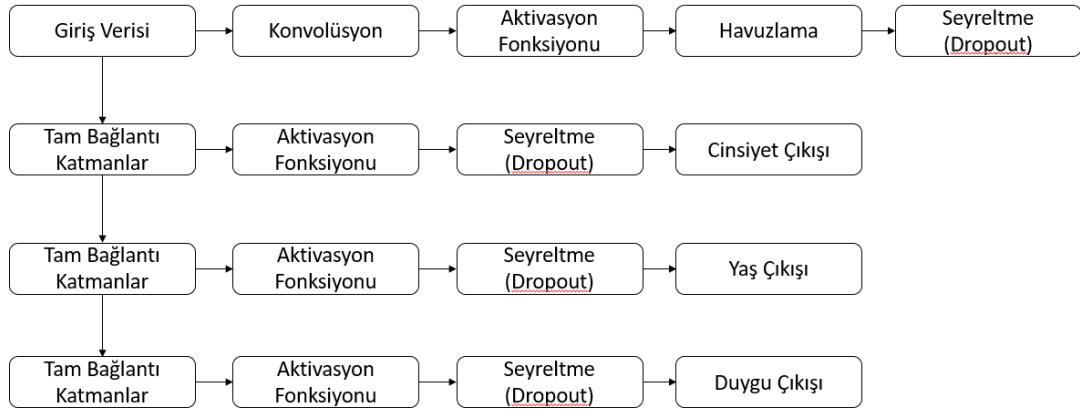 Giriş Verisi
Konvolüsyon
Aktivasyon
Fonksiyonu
Havuzlama
Seyreltme
(Dropout)
Tam Bağlantı
Katmanlar
Aktivasyon
Fonksiyonu
Seyreltme
(Dropout)
Cinsiyet Çıkışı
Tam Bağlantı
Katmanlar
Aktivasyon
Fonksiyonu
Seyreltme
(Dropout)
Yaş Çıkışı
Tam Bağlantı
Katmanlar
Aktivasyon
Fonksiyonu
Seyreltme
(Dropout)
Duygu Çıkışı